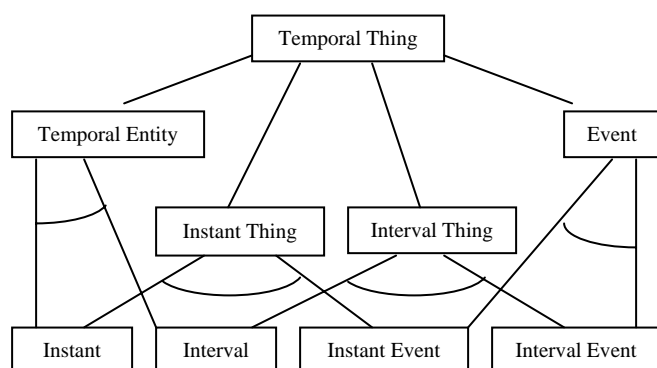 Temporal Thing
Temporal Entity
Event
Instant Thing
Interval Thing
Instant
Interval
Instant Event
Interval Event